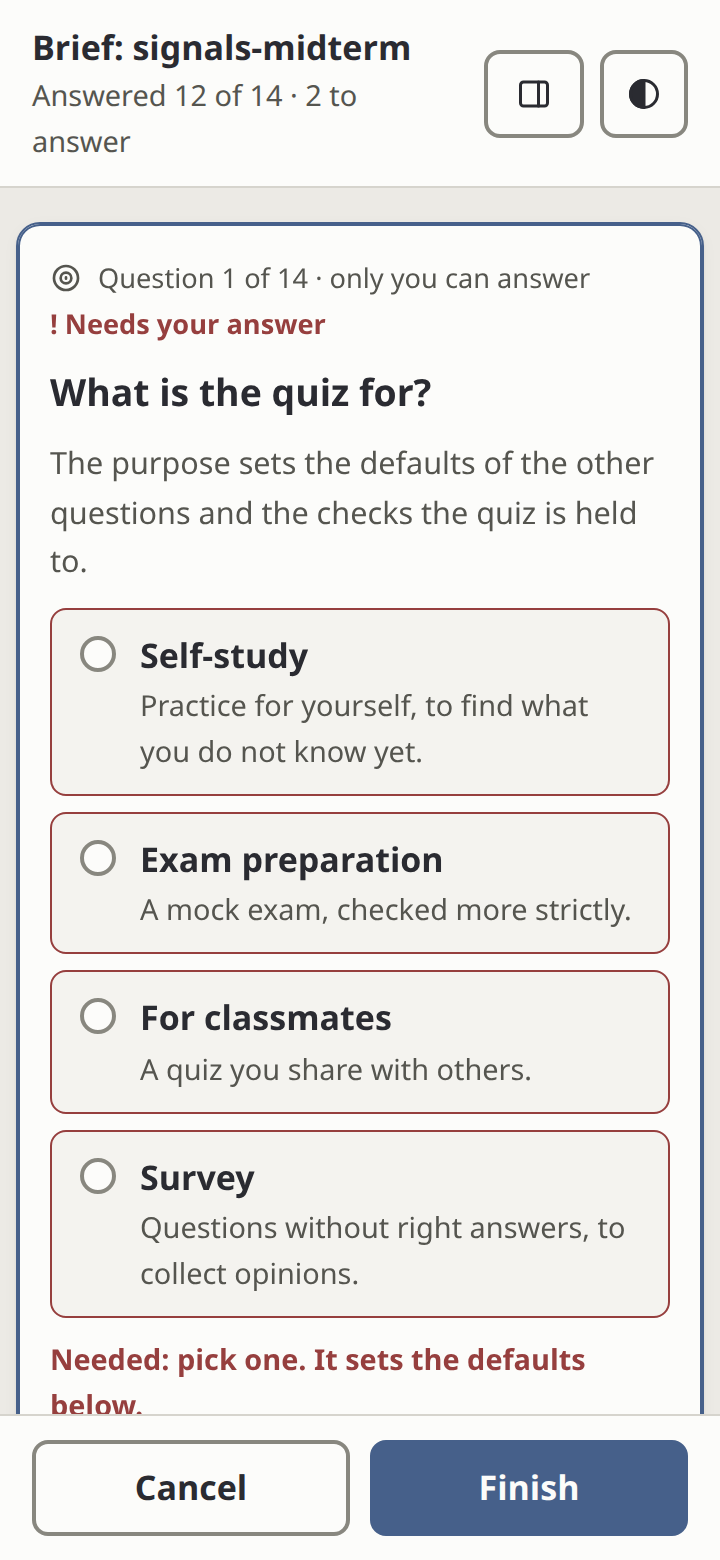 Brief: signals-midterm
Answered 12 of 14 · 2 to
answer
Question 1 of 14 · only you can answer
! Needs your answer
What is the quiz for?
The purpose sets the defaults of the other
questions and the checks the quiz is held
to.
Self-study
Practice for yourself, to find what
you do not know yet.
Exam preparation
A mock exam, checked more strictly.
For classmates
A quiz you share with others.
Survey
Questions without right answers, to
collect opinions.
Needed: pick one. It sets the defaults
below.
Cancel
Finish